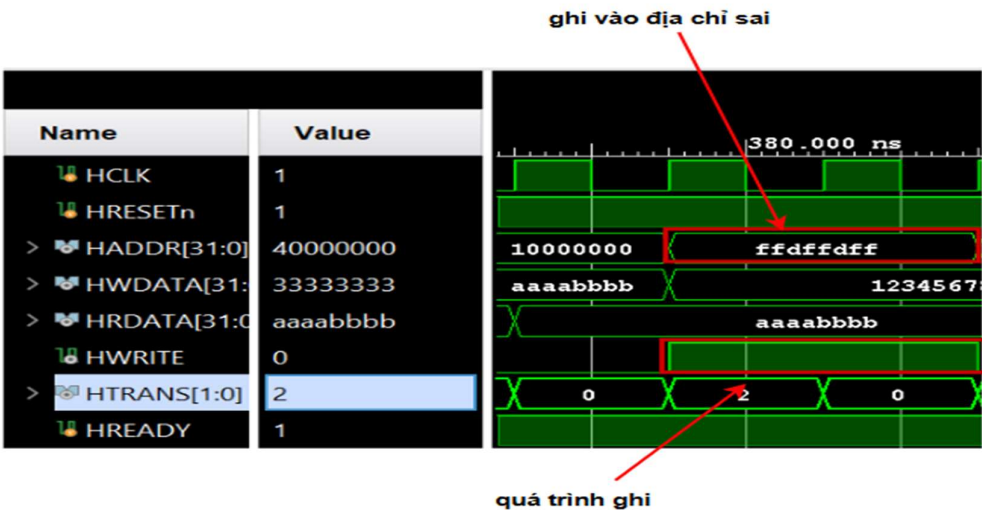 ghi vào địa chỉ sai
Name Value
380.000 ns
HCLK 1
HRESETn 1
HADDR[31:0] 40000000 10000000 ffdffdff
HWDATA[31: 33333333 aaaabbbb 1234567
HRDATA[31:0 aaaabbbb aaaabbbb
HWRITE 0
HTRANS[1:0] 2 0 2 0
HREADY 1
quá trình ghi